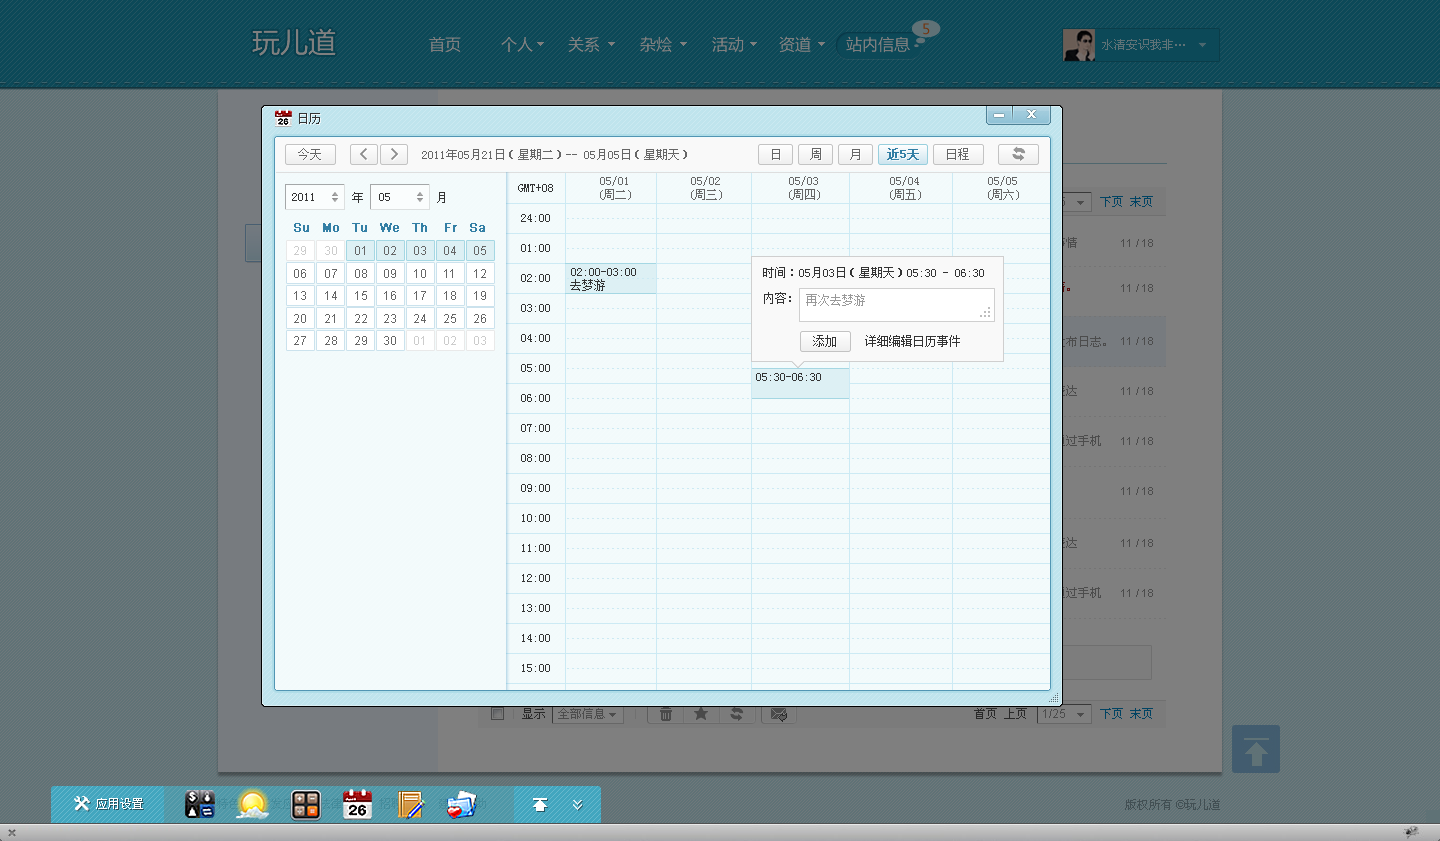 玩儿道
首页 个人 关系 杂烩 活动 资道 站内信息 5
水清安识我非…
26 日历
今天 2011年05月21日（星期二）-- 05月05日（星期天） 日 周 月 近5天 日程
2011 年 05 月
Su Mo Tu We Th Fr Sa
29 30 01 02 03 04 05
06 07 08 09 10 11 12
13 14 15 16 17 18 19
20 21 22 23 24 25 26
27 28 29 30 01 02 03
GMT+08
05/01
（周二）
05/02
（周三）
05/03
（周四）
05/04
（周五）
05/05
（周六）
24:00
01:00
02:00
03:00
04:00
05:00
06:00
07:00
08:00
09:00
10:00
11:00
12:00
13:00
14:00
15:00
02:00-03:00
去梦游
时间：05月03日（星期天）05:30 - 06:30
内容：
再次去梦游
添加 详细编辑日历事件
05:30-06:30
下页 末页
情 11 / 18
11 / 18
布日志。 11 / 18
达 11 / 18
过手机 11 / 18
11 / 18
达 11 / 18
过手机 11 / 18
显示 全部信息 首页 上页 1/25 下页 末页
应用设置 26
版权所有 ©玩儿道